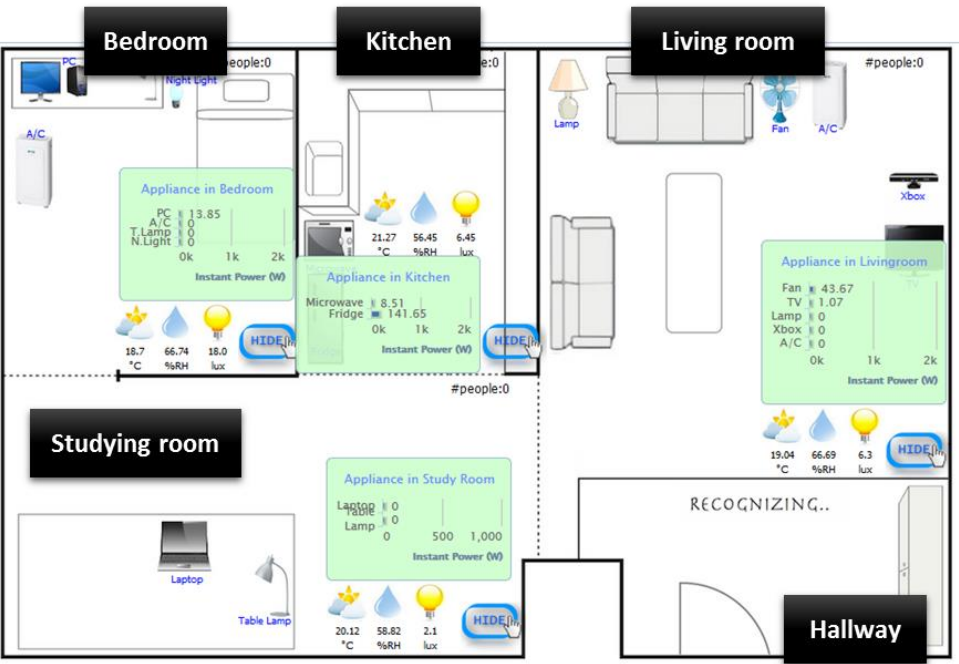 Bedroom
Kitchen
Living room
PC
Night Light
eople:0
e:0
#people:0
A/C
Lamp
Fan
A/C
Xbox
Appliance in Bedroom
PC 13.85
A/C 0
T.Lamp 0
N.Light 0
0k 1k 2k
Instant Power (W)
21.27 56.45 6.45
°C %RH lux
Appliance in Kitchen
Microwave 8.51
Fridge 141.65
0k 1k 2k
Instant Power (W)
Appliance in Livingroom
Fan 43.67
TV 1.07
Lamp 0
Xbox 0
A/C 0
0k 1k 2k
Instant Power (W)
TV
18.7 66.74 18.0
°C %RH lux
HIDE
HIDE
#people:0
Studying room
19.04 66.69 6.3
°C %RH lux
HIDE
Appliance in Study Room
Laptop 0
Table
Lamp 0
0 500 1,000
Instant Power (W)
RECOGNIZING..
Laptop
Table Lamp
20.12 58.82 2.1
°C %RH lux
HIDE
Hallway